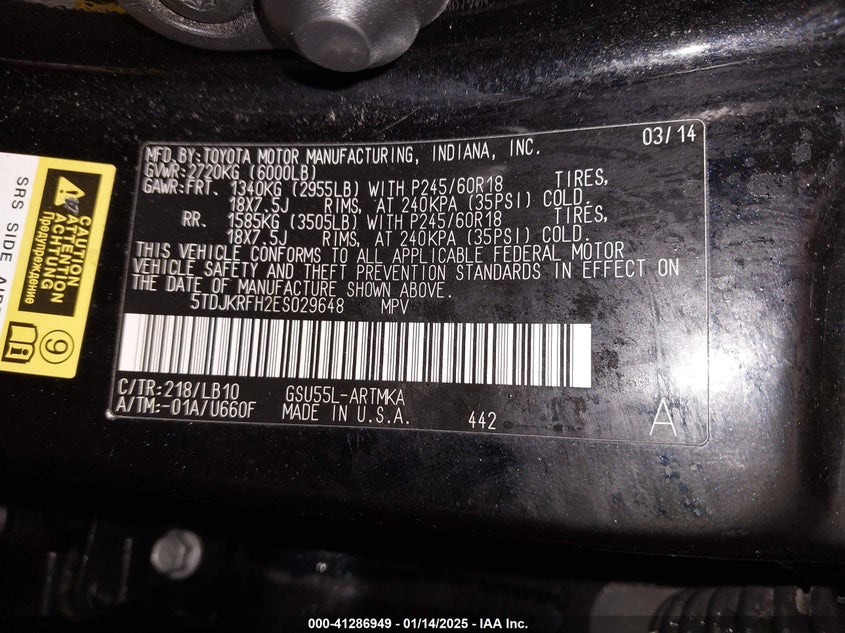 03/14
MFD.BY:TOYOTA MOTOR MANUFACTURING, INDIANA, INC.
GVWR:2720KG (6000LB)
GAWR:FRT. 1340KG (2955LB) WITH P245/60R18 TIRES,
18X7.5J RIMS, AT 240KPA (35PSI) COLD.
RR. 1585KG (3505LB) WITH P245/60R18 TIRES,
18X7.5J RIMS, AT 240KPA (35PSI) COLD.
THIS VEHICLE CONFORMS TO ALL APPLICABLE FEDERAL MOTOR
VEHICLE SAFETY AND THEFT PREVENTION STANDARDS IN EFFECT ON
THE DATE OF MANUFACTURE SHOWN ABOVE.
5TDJKRFH2ES029648 MPV
C/TR:218/LB10 GSU55L-ARTMKA
A/TM:-01A/U660F MADE IN U.S.A. 442 A
CAUTION
ATTENTION
ACHTUNG
Предупреждение
SRS SIDE
9
i
000-41286949 - 01/14/2025 - IAA Inc.